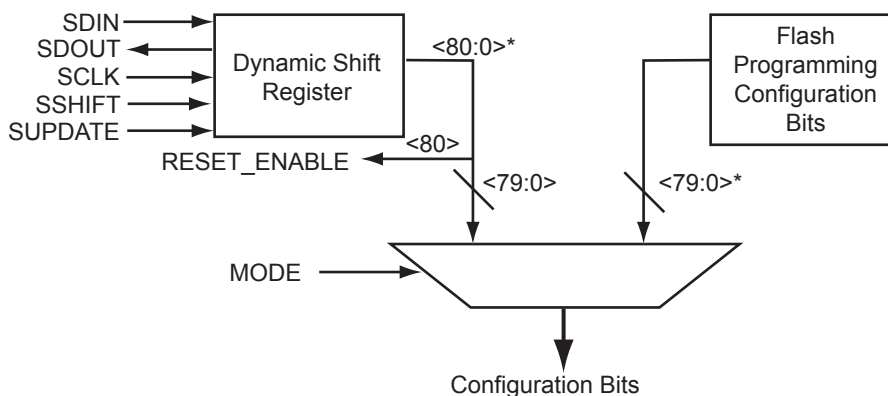 SDIN
SDOUT
SCLK
SSHIFT
SUPDATE
Dynamic Shift
Register
<80:0>*
Flash
Programming
Configuration
Bits
<80>
RESET_ENABLE
<79:0>
<79:0>*
MODE
Configuration Bits